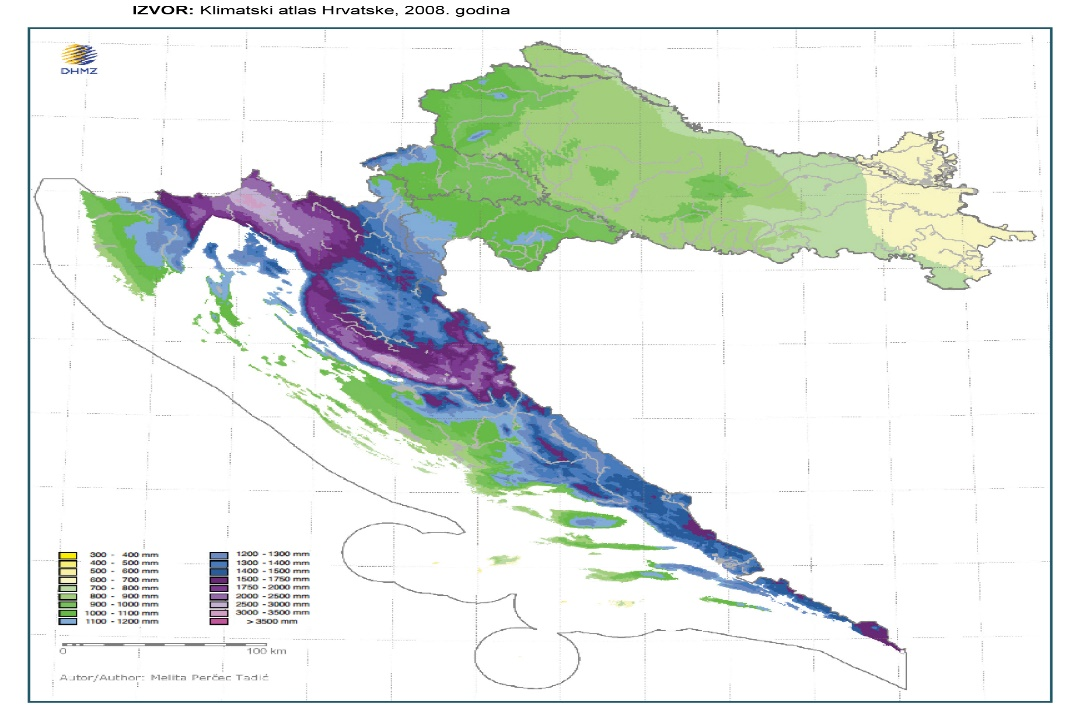 IZVOR: Klimatski atlas Hrvatske, 2008. godina
DHMZ
300 - 400 mm
400 - 500 mm
500 - 600 mm
600 - 700 mm
700 - 800 mm
800 - 900 mm
900 - 1000 mm
1000 - 1100 mm
1100 - 1200 mm
1200 - 1300 mm
1300 - 1400 mm
1400 - 1500 mm
1500 - 1750 mm
1750 - 2000 mm
2000 - 2500 mm
2500 - 3000 mm
3000 - 3500 mm
> 3500 mm
0 100 km
Autor/Author: Melita Perčec Tadić